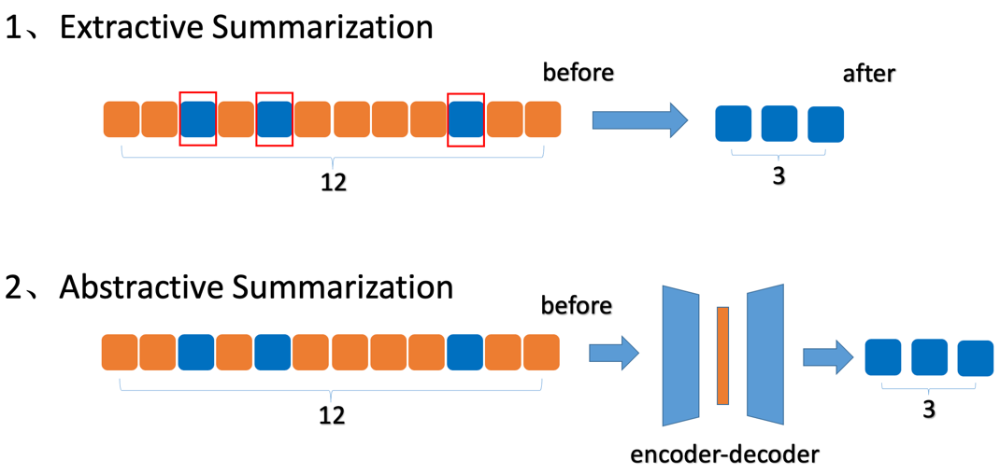 1、Extractive Summarization
before
after
12
3
2、Abstractive Summarization
before
12
3
encoder-decoder